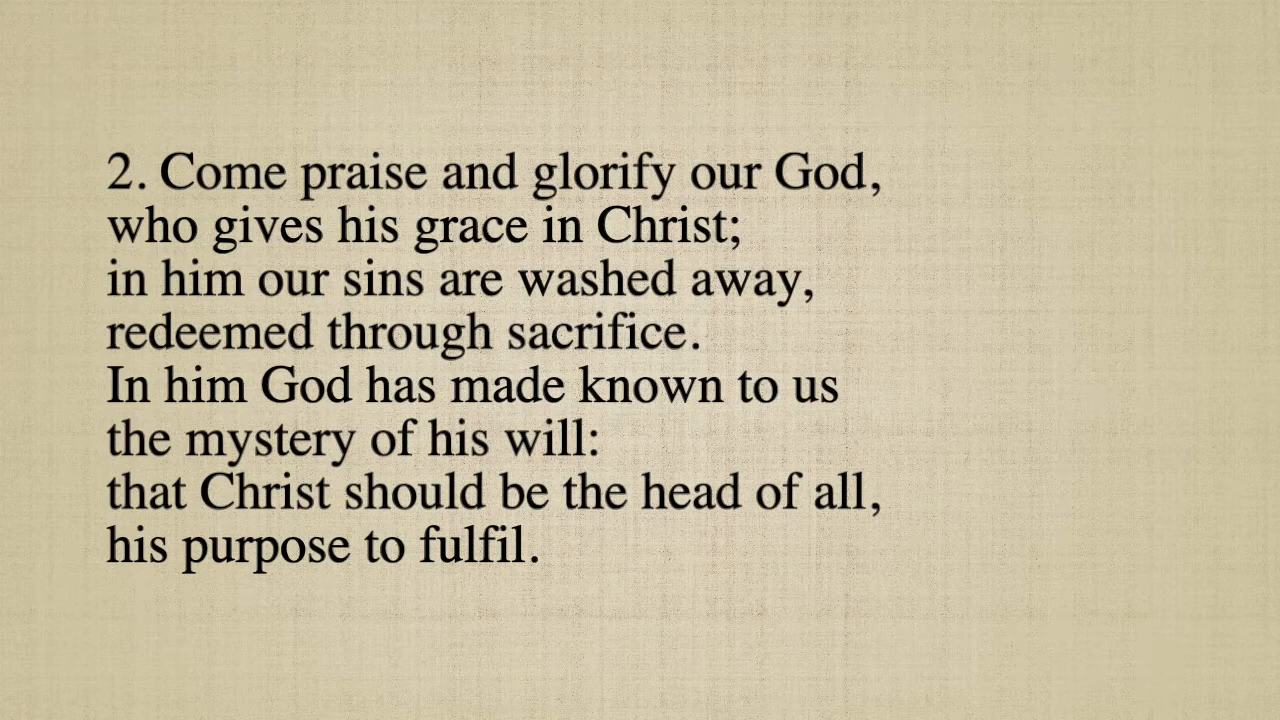 2. Come praise and glorify our God,
who gives his grace in Christ;
in him our sins are washed away,
redeemed through sacrifice.
In him God has made known to us
the mystery of his will:
that Christ should be the head of all,
his purpose to fulfil.